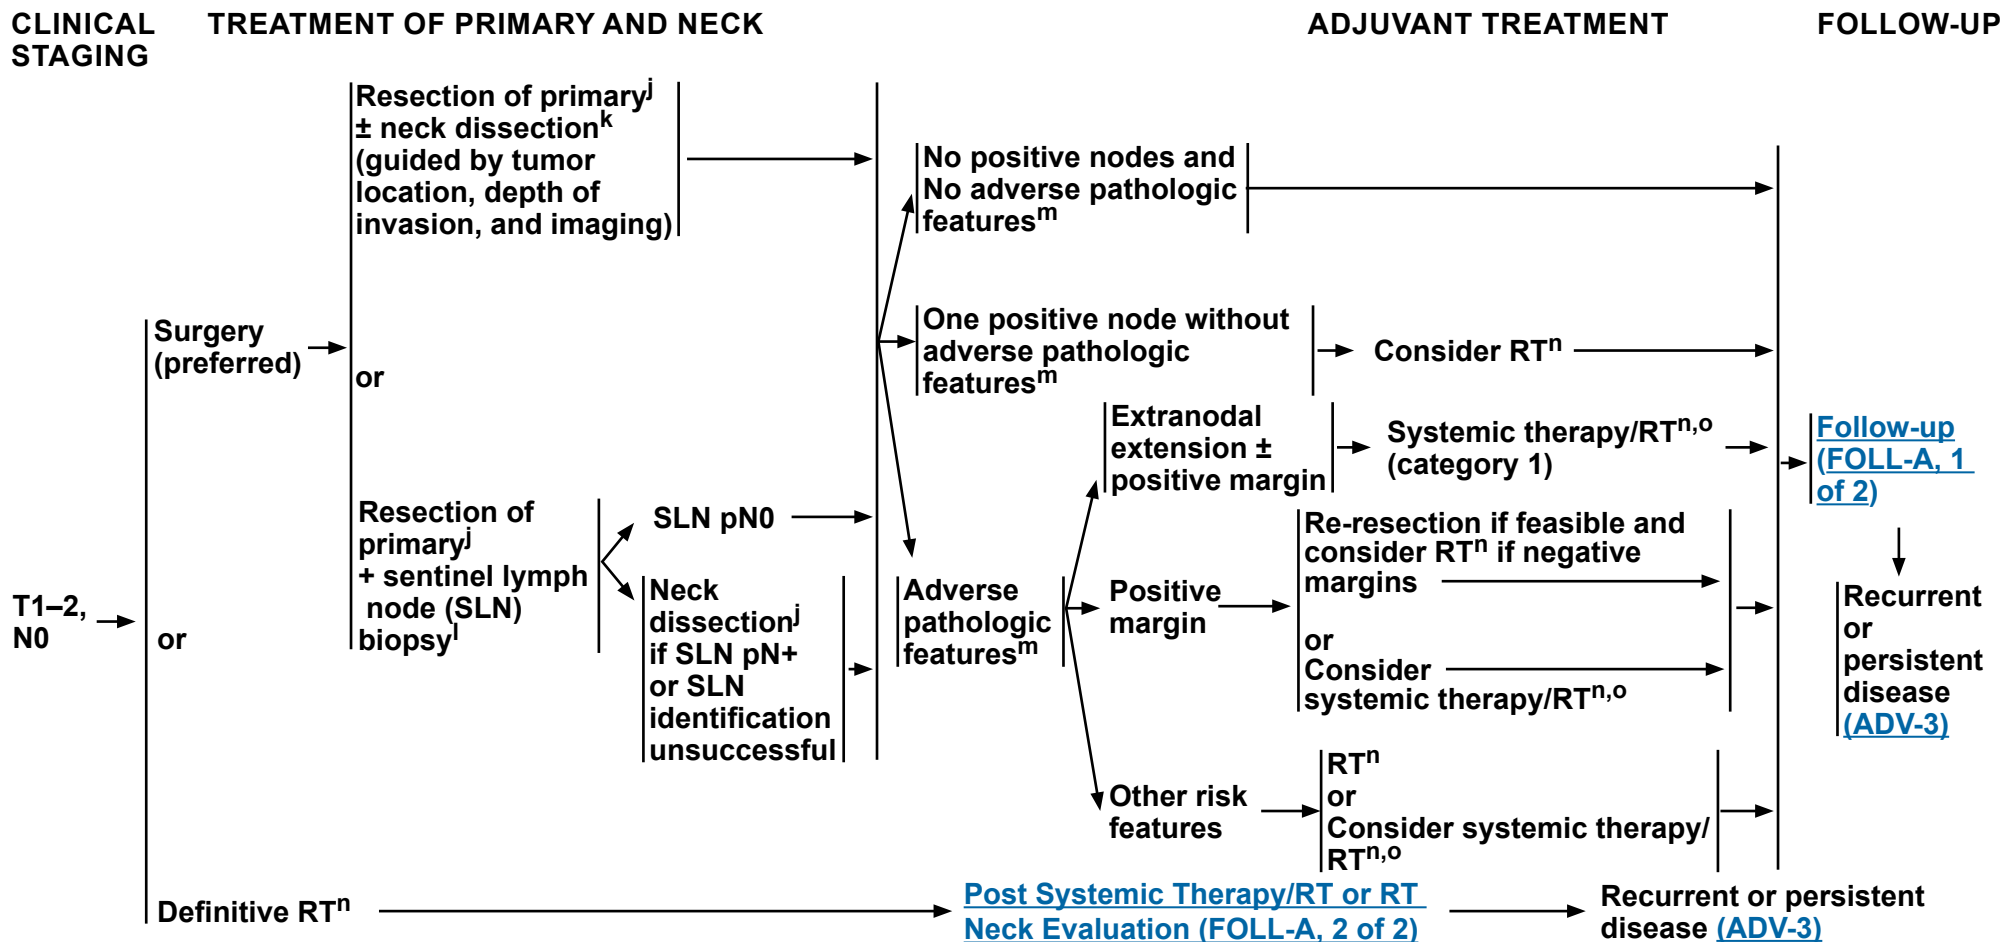 CLINICAL
STAGING
TREATMENT OF PRIMARY AND NECK
ADJUVANT TREATMENT
FOLLOW-UP
T1–2,
N0
Surgery
(preferred)
or
Definitive RTn
Resection of primaryj
± neck dissectionk
(guided by tumor
location, depth of
invasion, and imaging)
or
Resection of
primaryj
+ sentinel lymph
node (SLN)
biopsyl
SLN pN0
Neck
dissectionj
if SLN pN+
or SLN
identification
unsuccessful
No positive nodes and
No adverse pathologic
featuresm
One positive node without
adverse pathologic
featuresm
Consider RTn
Adverse
pathologic
featuresm
Extranodal
extension ±
positive margin
Systemic therapy/RTn,o
(category 1)
Positive
margin
Re-resection if feasible and
consider RTn if negative
margins
or
Consider
systemic therapy/RTn,o
Other risk
features
RTn
or
Consider systemic therapy/
RTn,o
Follow-up
(FOLL-A, 1
of 2)
Recurrent
or
persistent
disease
(ADV-3)
Post Systemic Therapy/RT or RT
Neck Evaluation (FOLL-A, 2 of 2)
Recurrent or persistent
disease (ADV-3)